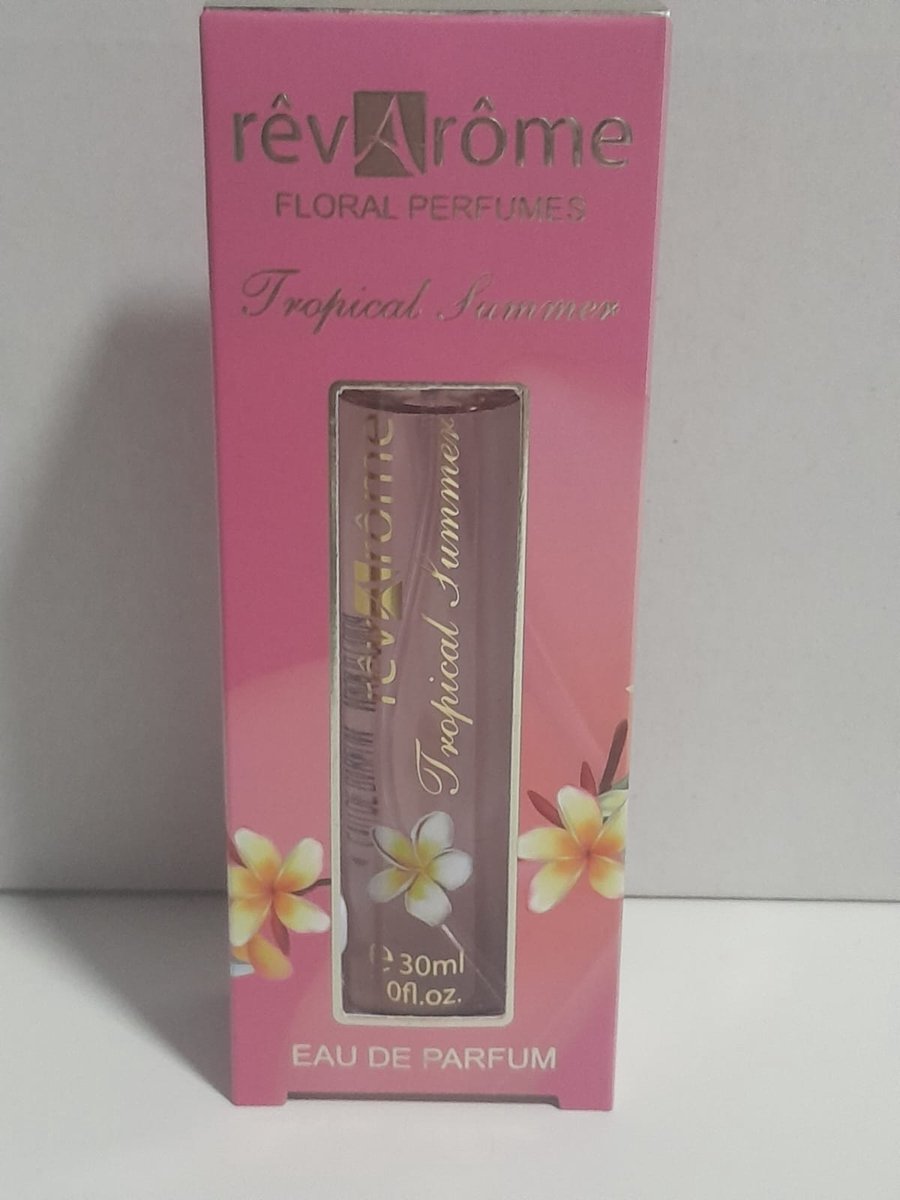 rêvArôme
FLORAL PERFUMES
Tropical Summer
rêvArôme
Tropical Summer
e 30ml
0fl.oz.
EAU DE PARFUM